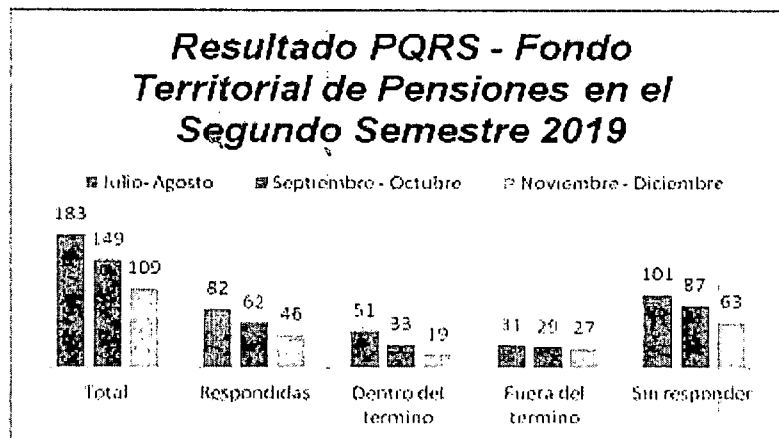 Resultado PQRS - Fondo
Territorial de Pensiones en el
Segundo Semestre 2019
Julio- Agosto Septiembre - Octubre Noviembre - Diciembre
183
149
109
82
62
46
51
33
19
31
29
27
101
87
63
Total Respondidas Dentro del Fuera del Sin responder
termino termino